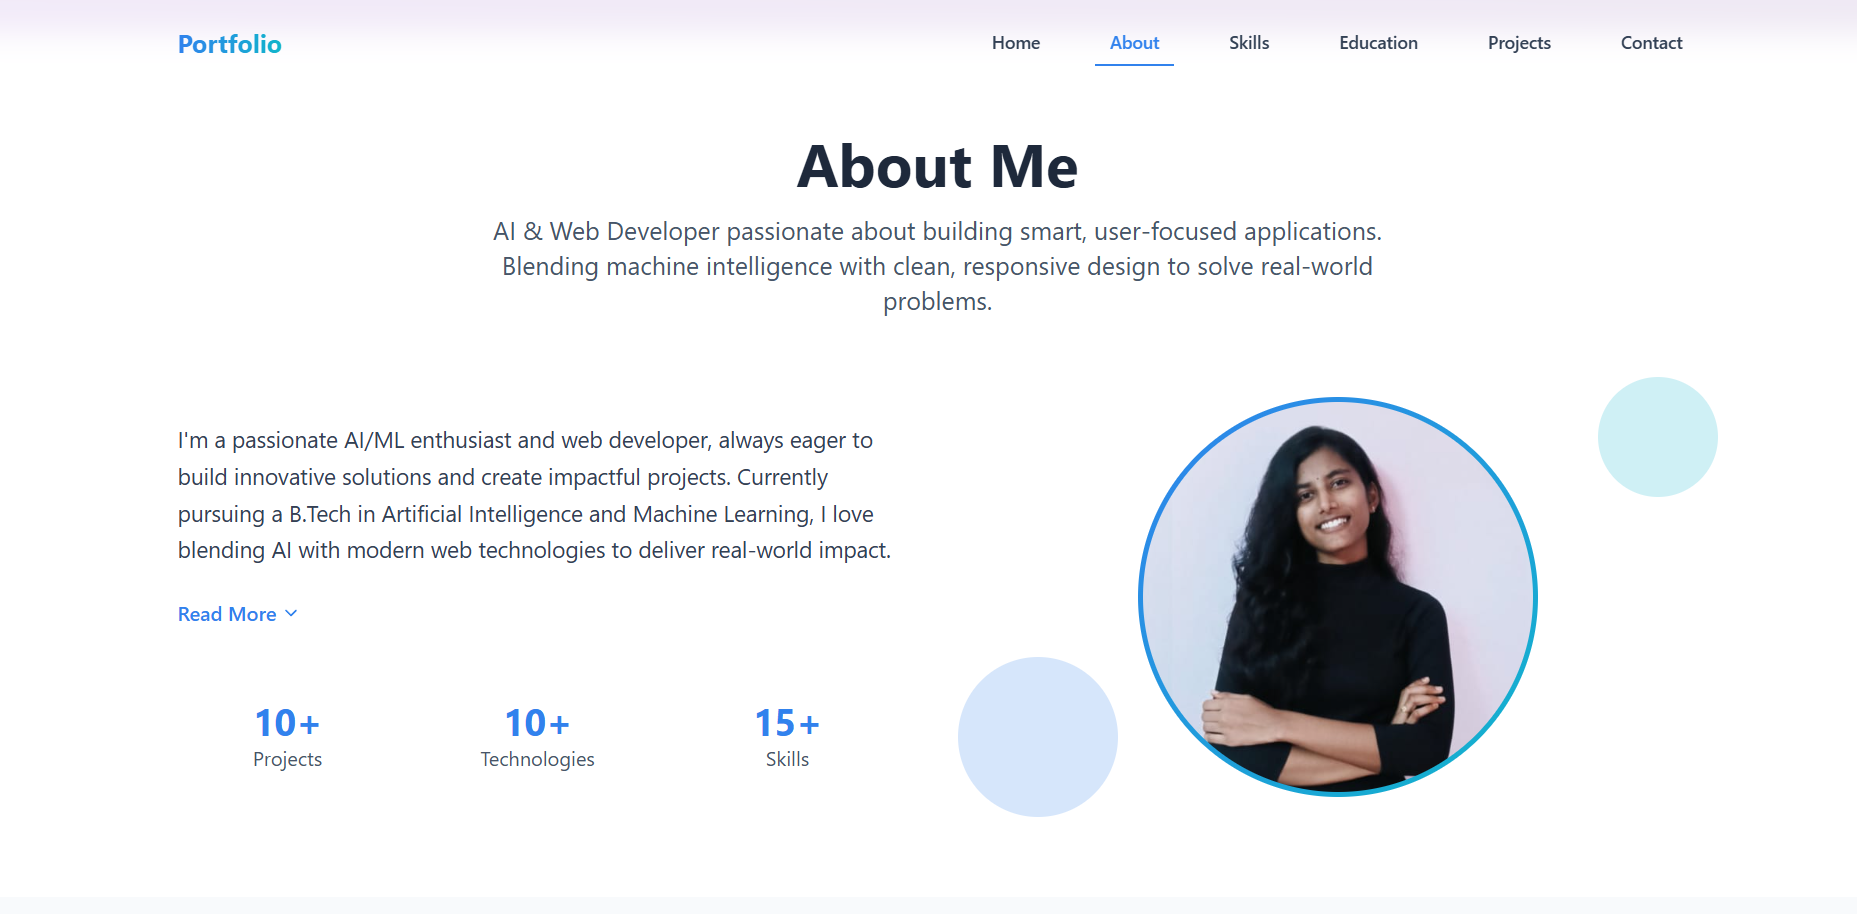 Portfolio
Home About Skills Education Projects Contact
About Me
AI & Web Developer passionate about building smart, user-focused applications.
Blending machine intelligence with clean, responsive design to solve real-world
problems.
I'm a passionate AI/ML enthusiast and web developer, always eager to
build innovative solutions and create impactful projects. Currently
pursuing a B.Tech in Artificial Intelligence and Machine Learning, I love
blending AI with modern web technologies to deliver real-world impact.
Read More
10+ 10+ 15+
Projects Technologies Skills